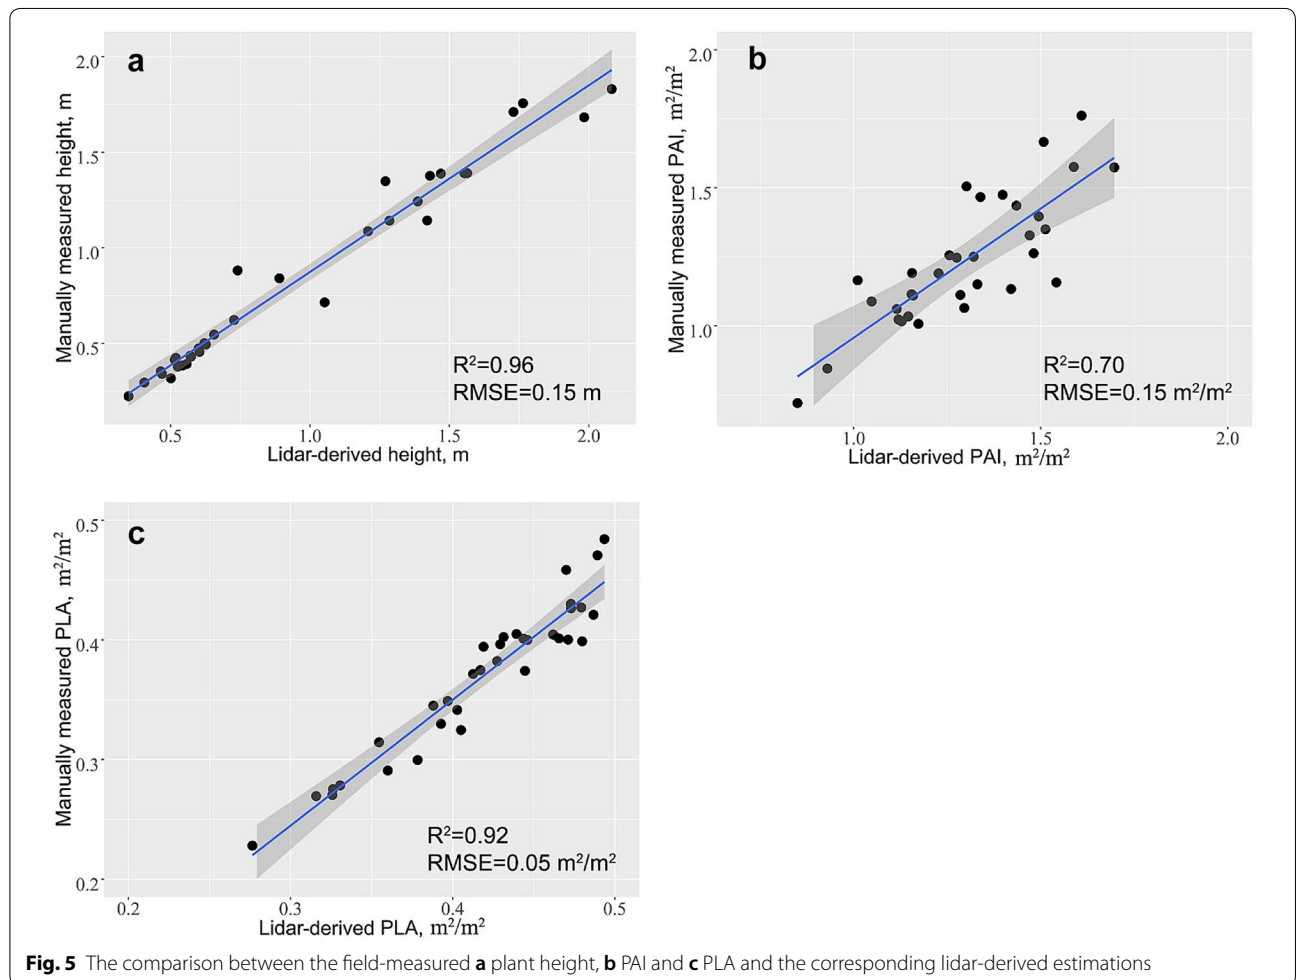 a
2.0
1.5
1.0
0.5
Manually measured height, m
R²=0.96
RMSE=0.15 m
0.5 1.0 1.5 2.0
Lidar-derived height, m
b
2.0
1.5
1.0
Manually measured PAI, m²/m²
R²=0.70
RMSE=0.15 m²/m²
1.0 1.5 2.0
Lidar-derived PAI, m²/m²
c
0.5
0.4
0.3
0.2
Manually measured PLA, m²/m²
R²=0.92
RMSE=0.05 m²/m²
0.2 0.3 0.4 0.5
Lidar-derived PLA, m²/m²
Fig. 5 The comparison between the field-measured a plant height, b PAI and c PLA and the corresponding lidar-derived estimations